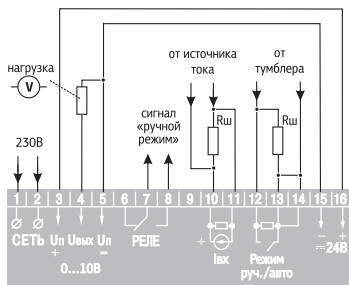 от источника
тока
от
тумблера
нагрузка
V
сигнал
«ручной
режим»
Rш
Rш
230В
1 2 3 4 5 6 7 8 9 10 11 12 13 14 15 16
СЕТЬ Uп Uвых Uп РЕЛЕ
+ −
0...10В
+
Iвх
Режим
руч./авто
− +
24В